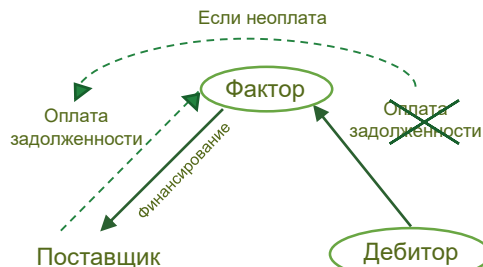 Если неоплата
Фактор
Оплата
задолженности
Оплата
задолженности
Финансирование
Поставщик
Дебитор